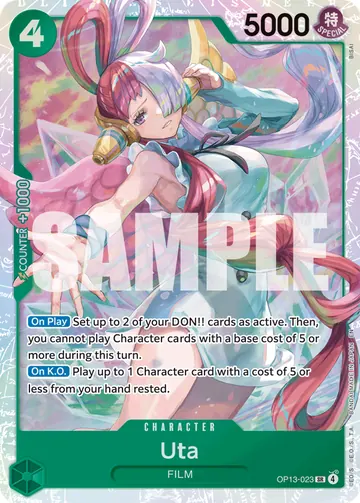 4
5000
特
SPECIAL
BISAI
COUNTER +1000
SAMPLE
On Play Set up to 2 of your DON!! cards as active. Then,
you cannot play Character cards with a base cost of 5 or
more during this turn.
On K.O. Play up to 1 Character card with a cost of 5 or
less from your hand rested.
CHARACTER
Uta
FILM
OP13-023 SR 4